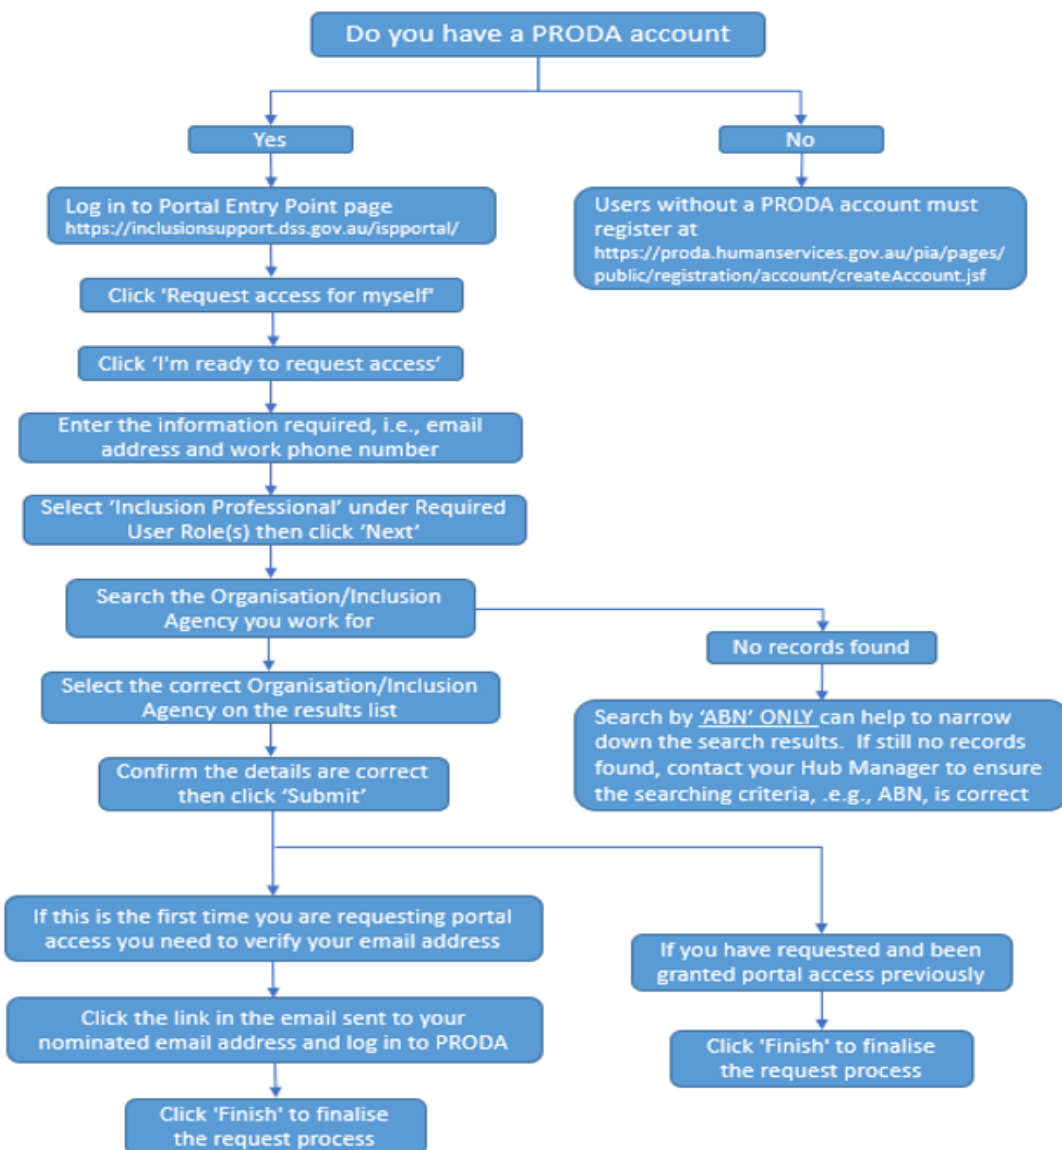 Do you have a PRODA account
Yes
No
Log in to Portal Entry Point page
https://inclusionsupport.dss.gov.au/ispportal/
Users without a PRODA account must
register at
https://proda.humanservices.gov.au/pia/pages/
public/registration/account/createAccount.jsf
Click 'Request access for myself'
Click ‘I'm ready to request access’
Enter the information required, i.e., email
address and work phone number
Select ‘Inclusion Professional’ under Required
User Role(s) then click ‘Next’
Search the Organisation/Inclusion
Agency you work for
No records found
Select the correct Organisation/Inclusion
Agency on the results list
Search by ‘ABN’ ONLY can help to narrow
down the search results.  If still no records
found, contact your Hub Manager to ensure
the searching criteria, .e.g., ABN, is correct
Confirm the details are correct
then click ‘Submit’
If this is the first time you are requesting portal
access you need to verify your email address
If you have requested and been
granted portal access previously
Click the link in the email sent to your
nominated email address and log in to PRODA
Click 'Finish' to finalise
the request process
Click 'Finish' to finalise
the request process